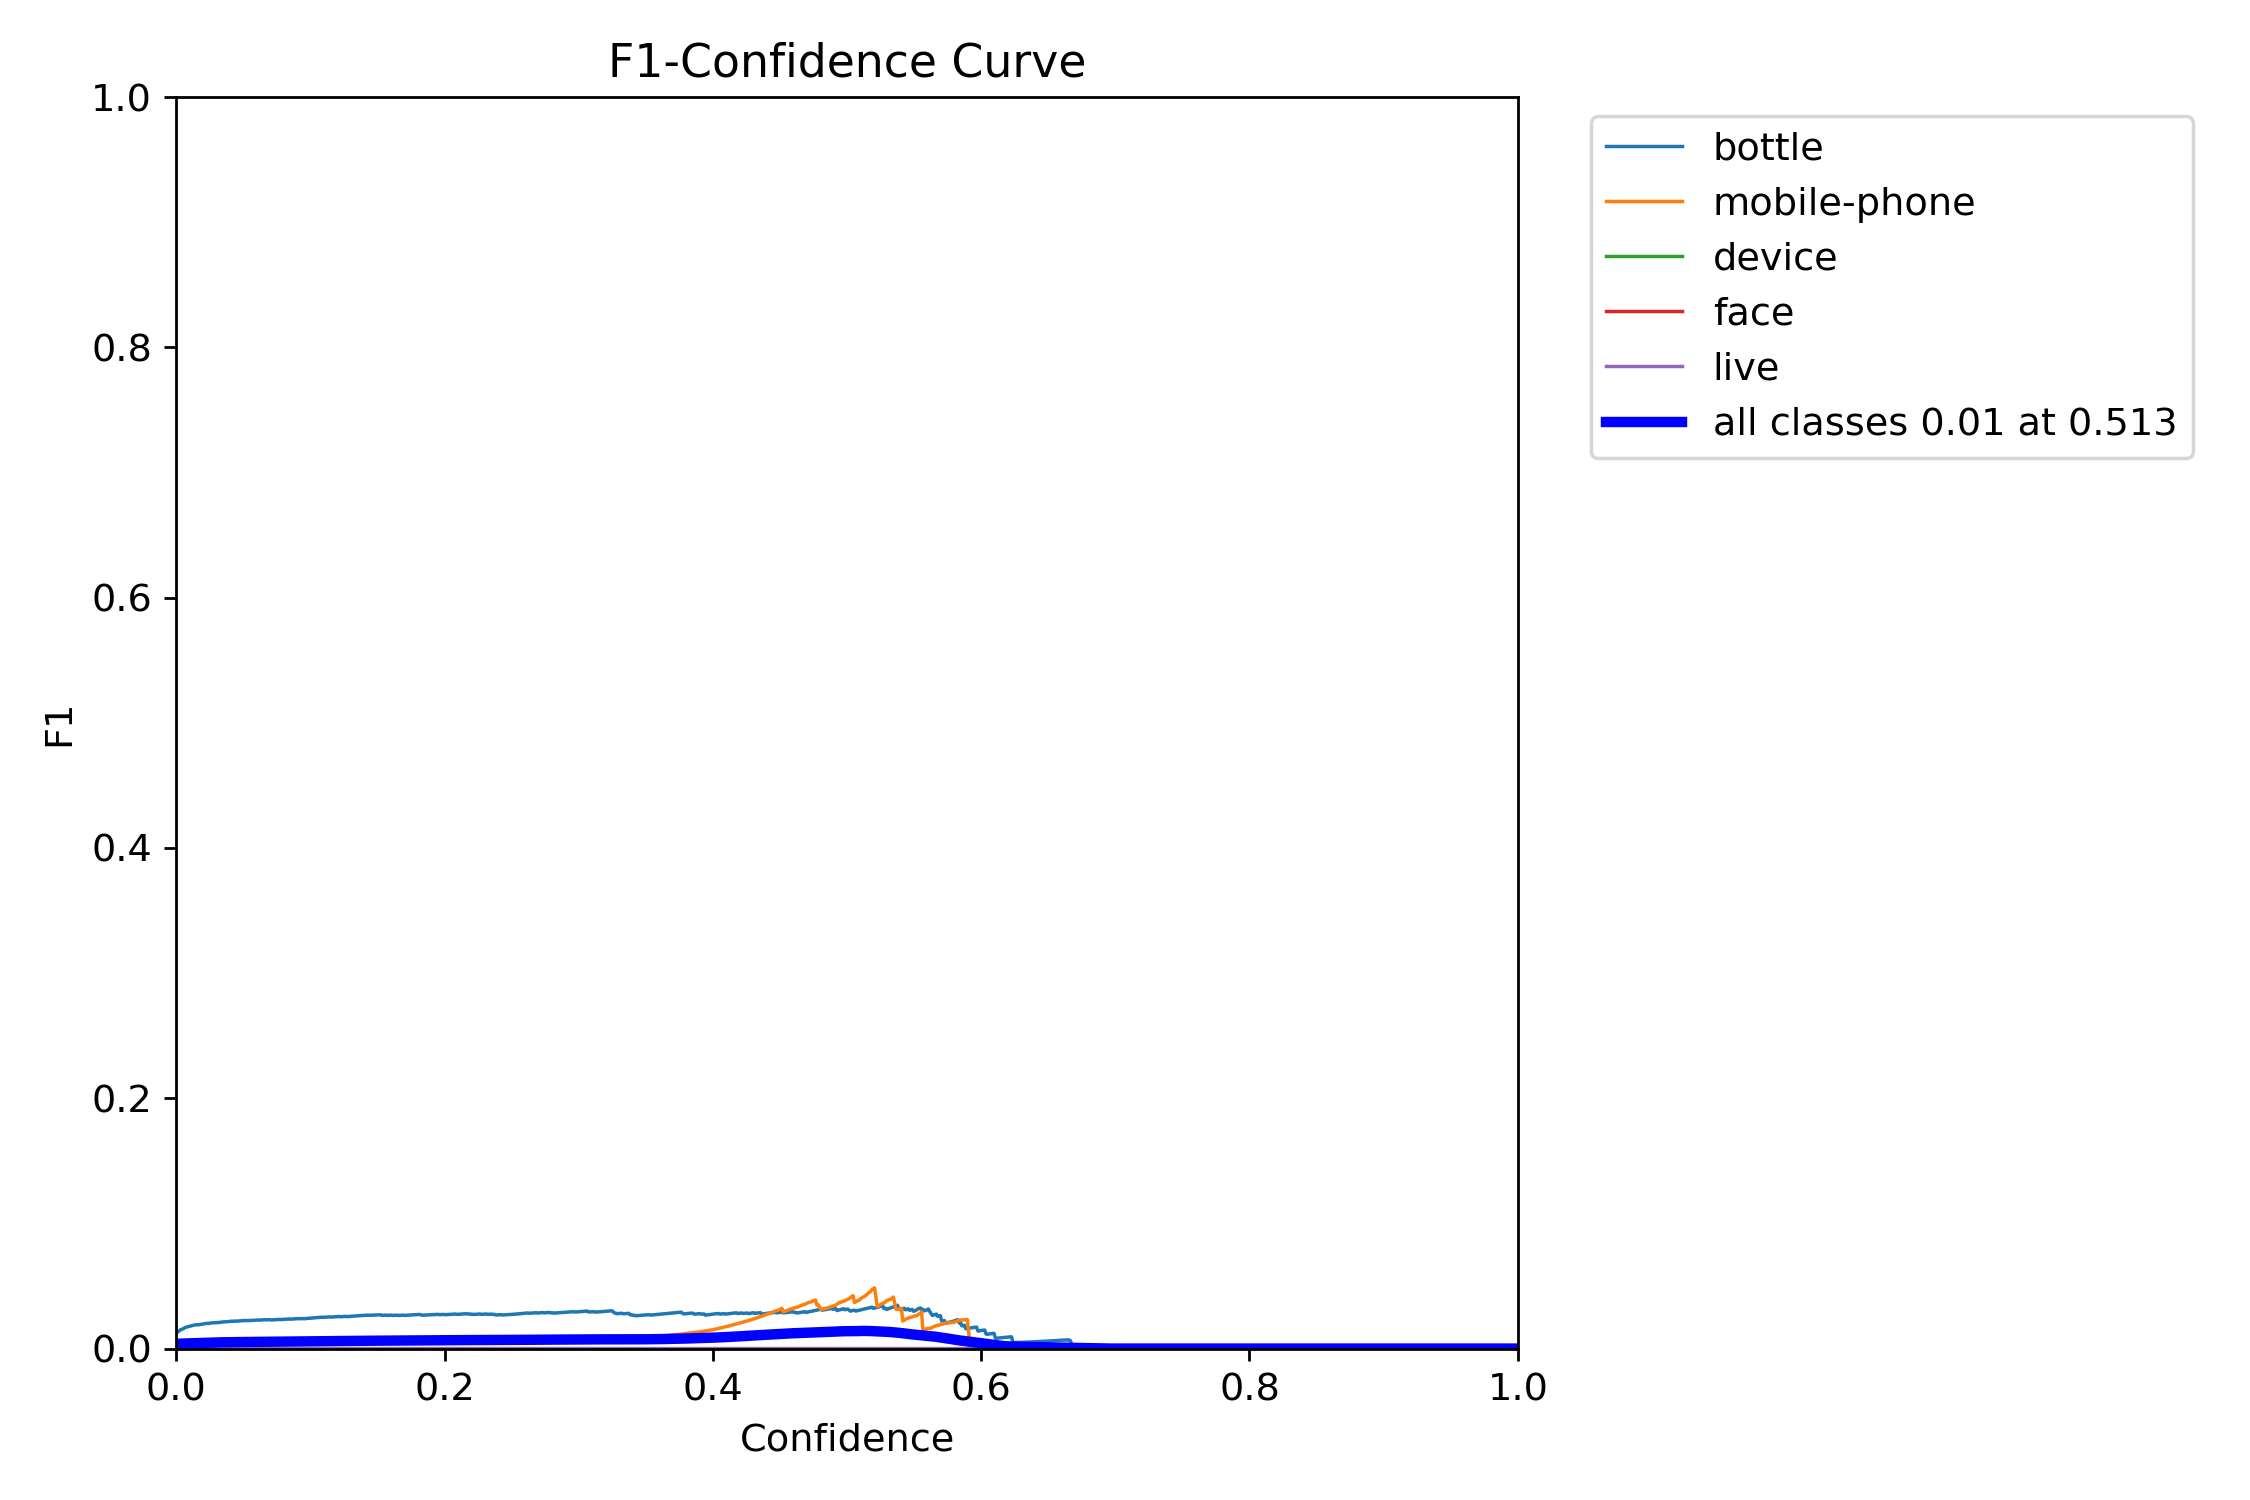 F1-Confidence Curve
1.0
0.8
0.6
0.4
0.2
0.0
F1
0.0 0.2 0.4 0.6 0.8 1.0
Confidence
bottle
mobile-phone
device
face
live
all classes 0.01 at 0.513